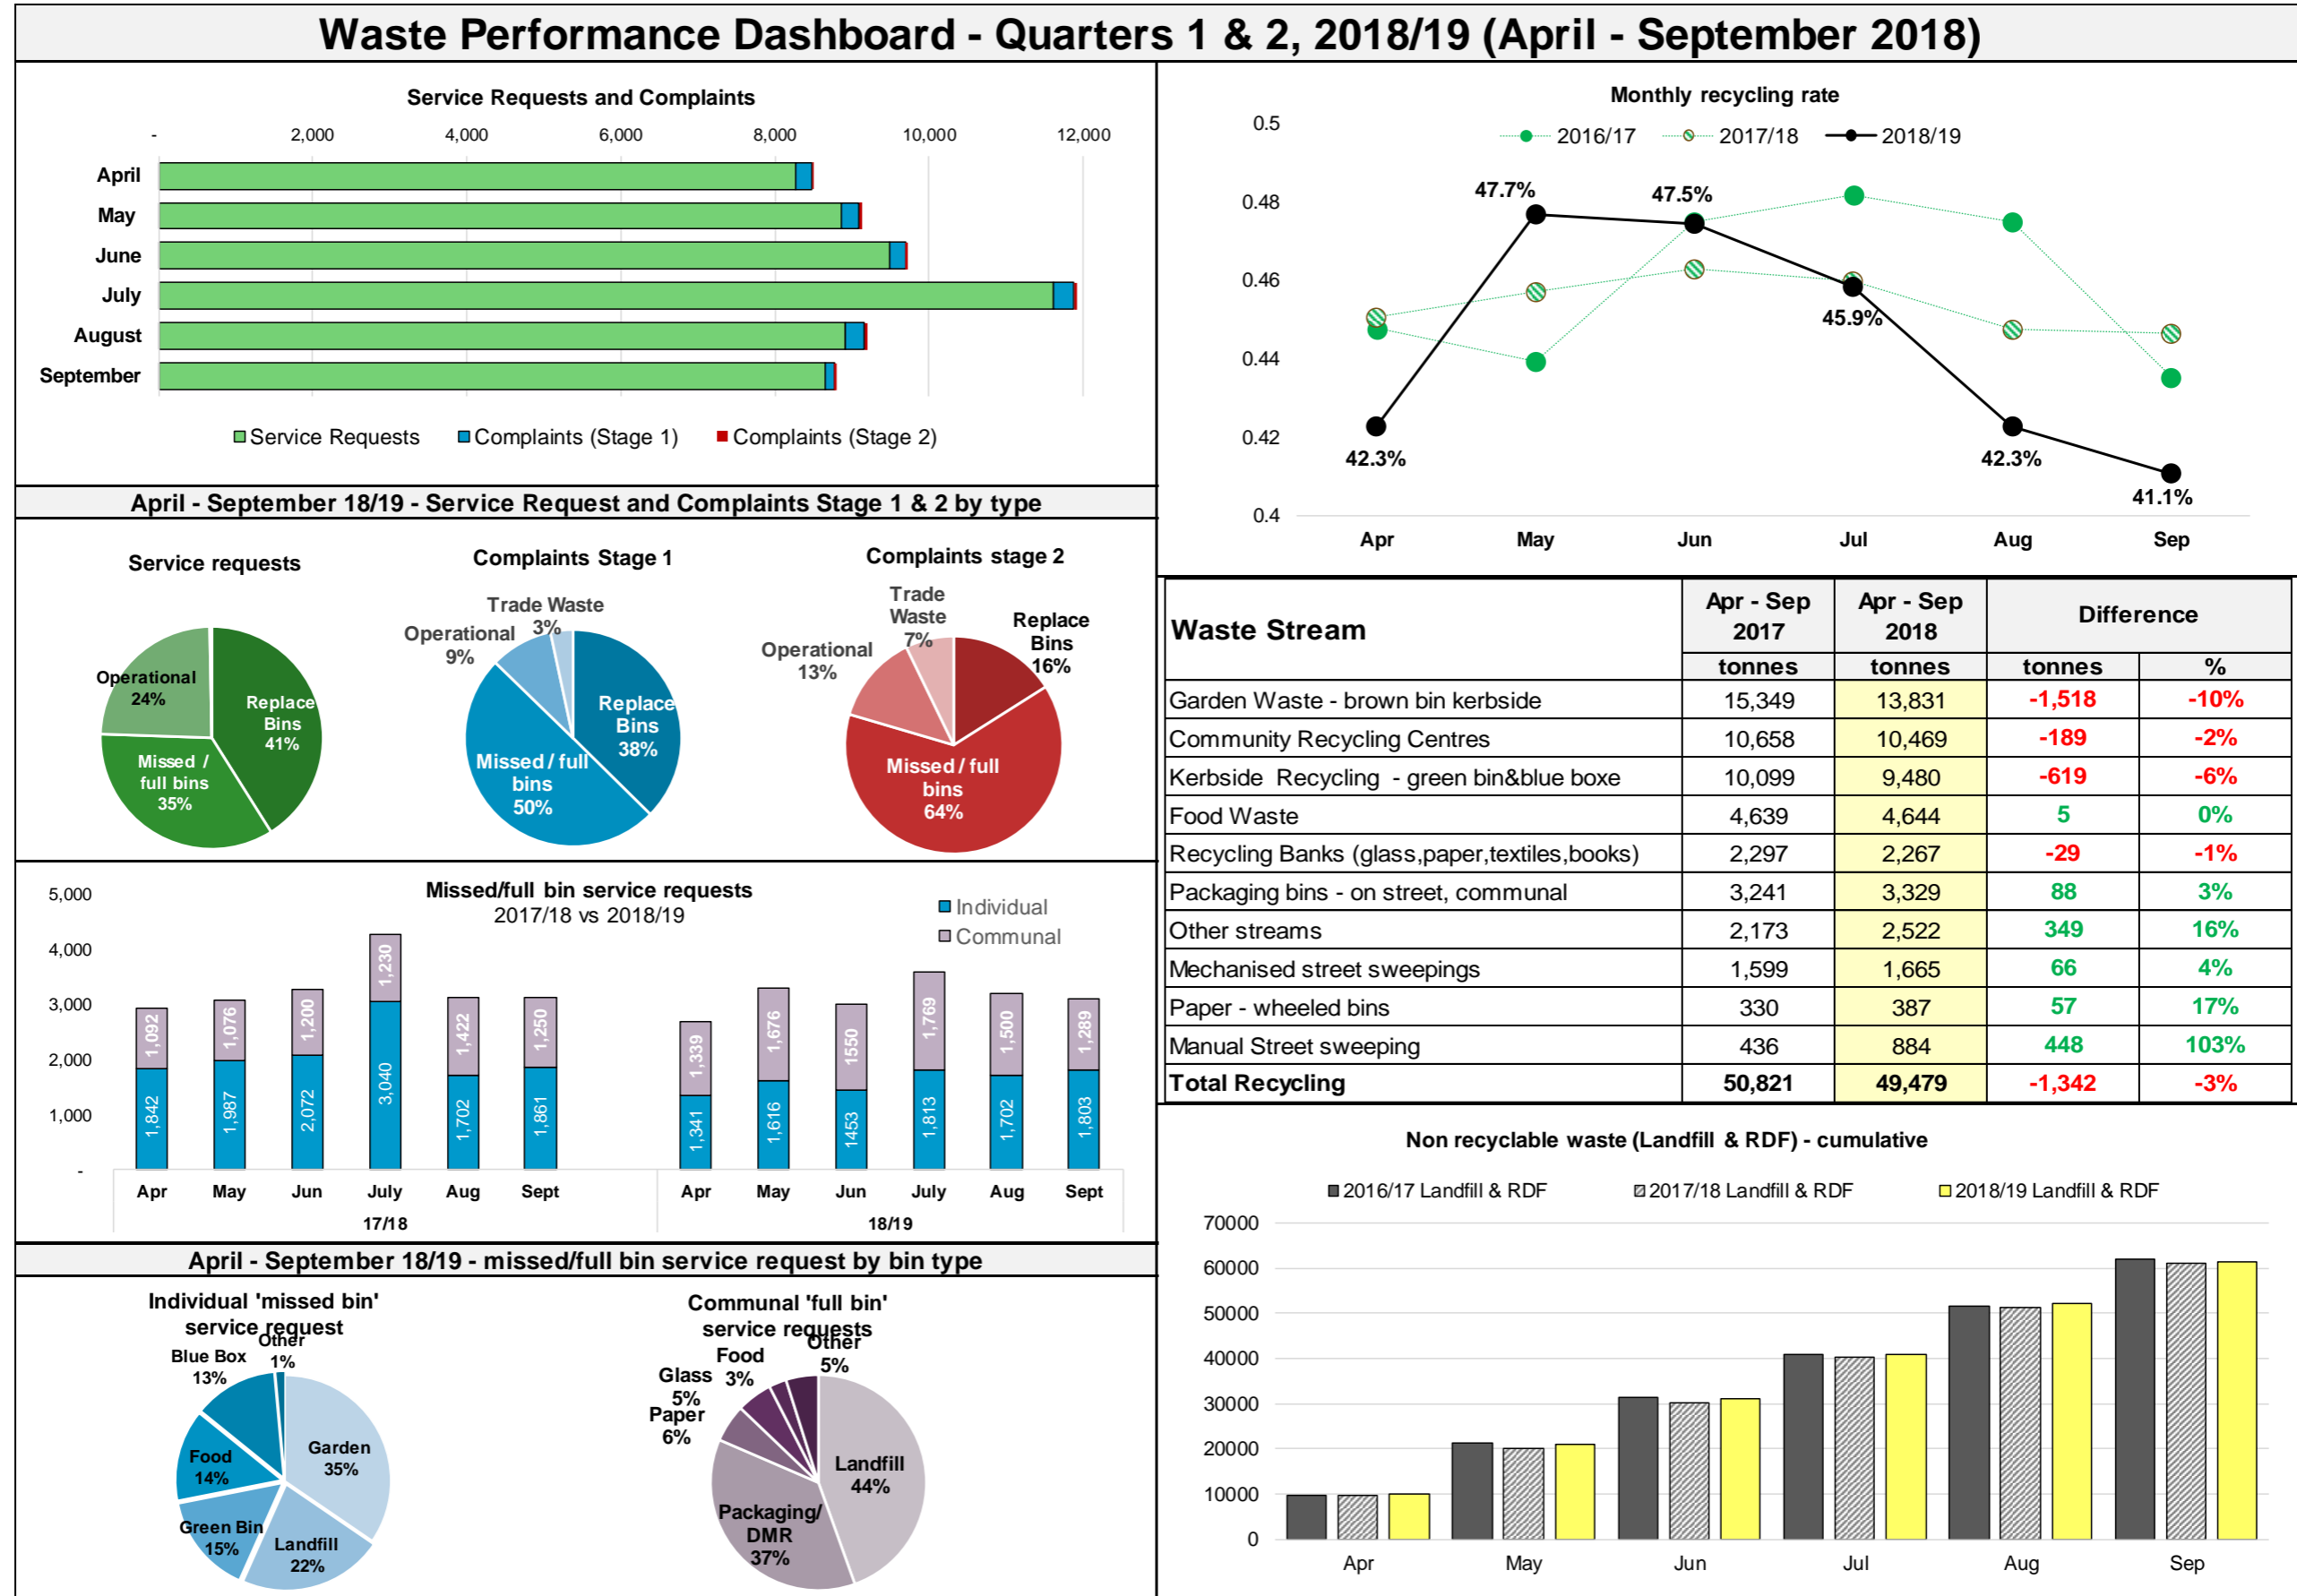 Waste Performance Dashboard - Quarters 1 & 2, 2018/19 (April - September 2018)
Service Requests and Complaints
- 2,000 4,000 6,000 8,000 10,000 12,000
April
May
June
July
August
September
Service Requests Complaints (Stage 1) Complaints (Stage 2)
April - September 18/19 - Service Request and Complaints Stage 1 & 2 by type
Service requests
Operational
24%
Replace
Bins
41%
Missed /
full bins
35%
Complaints Stage 1
Trade Waste
3%
Operational
9%
Replace
Bins
38%
Missed / full
bins
50%
Complaints stage 2
Trade
Waste
7%
Replace
Bins
16%
Operational
13%
Missed / full
bins
64%
Missed/full bin service requests
2017/18 vs 2018/19
Individual
Communal
5,000
4,000
3,000
2,000
1,000
-
1,092 1,076 1,200 1,230 1,422 1,250 1,339 1,676 1550 1,769 1,500 1,289
1,842 1,987 2,072 3,040 1,702 1,861 1,341 1,616 1453 1,813 1,702 1,803
Apr May Jun July Aug Sept Apr May Jun July Aug Sept
17/18 18/19
April - September 18/19 - missed/full bin service request by bin type
Individual 'missed bin'
service request
Other
1%
Blue Box
13%
Food
14%
Garden
35%
Green Bin
15%
Landfill
22%
Communal 'full bin'
service requests
Other
5%
Food
3%
Glass
5%
Paper
6%
Landfill
44%
Packaging/
DMR
37%
Monthly recycling rate
2016/17 2017/18 2018/19
0.5
0.48
0.46
0.44
0.42
0.4
42.3%
47.7%
47.5%
45.9%
42.3%
41.1%
Apr May Jun Jul Aug Sep
Waste Stream Apr - Sep 2017 Apr - Sep 2018 Difference
tonnes tonnes tonnes %
Garden Waste - brown bin kerbside 15,349 13,831 -1,518 -10%
Community Recycling Centres 10,658 10,469 -189 -2%
Kerbside Recycling - green bin&blue boxe 10,099 9,480 -619 -6%
Food Waste 4,639 4,644 5 0%
Recycling Banks (glass,paper,textiles,books) 2,297 2,267 -29 -1%
Packaging bins - on street, communal 3,241 3,329 88 3%
Other streams 2,173 2,522 349 16%
Mechanised street sweepings 1,599 1,665 66 4%
Paper - wheeled bins 330 387 57 17%
Manual Street sweeping 436 884 448 103%
Total Recycling 50,821 49,479 -1,342 -3%
Non recyclable waste (Landfill & RDF) - cumulative
2016/17 Landfill & RDF 2017/18 Landfill & RDF 2018/19 Landfill & RDF
70000
60000
50000
40000
30000
20000
10000
0
Apr May Jun Jul Aug Sep